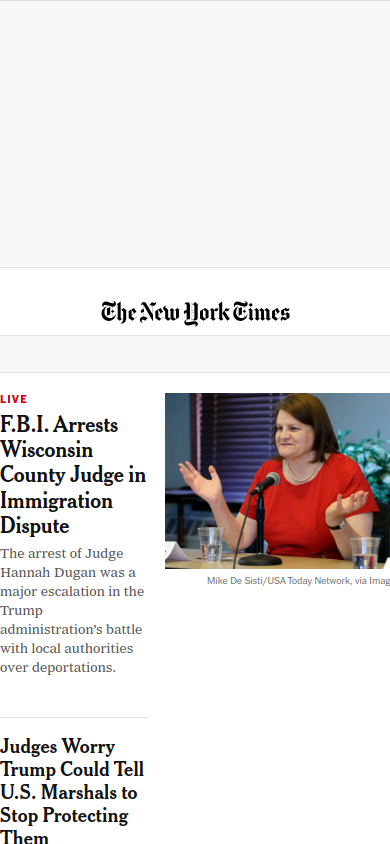 The New York Times
LIVE
F.B.I. Arrests
Wisconsin
County Judge in
Immigration
Dispute
The arrest of Judge
Hannah Dugan was a
major escalation in the
Trump
administration’s battle
with local authorities
over deportations.
Mike De Sisti/USA Today Network, via Imag
Judges Worry
Trump Could Tell
U.S. Marshals to
Stop Protecting
Them